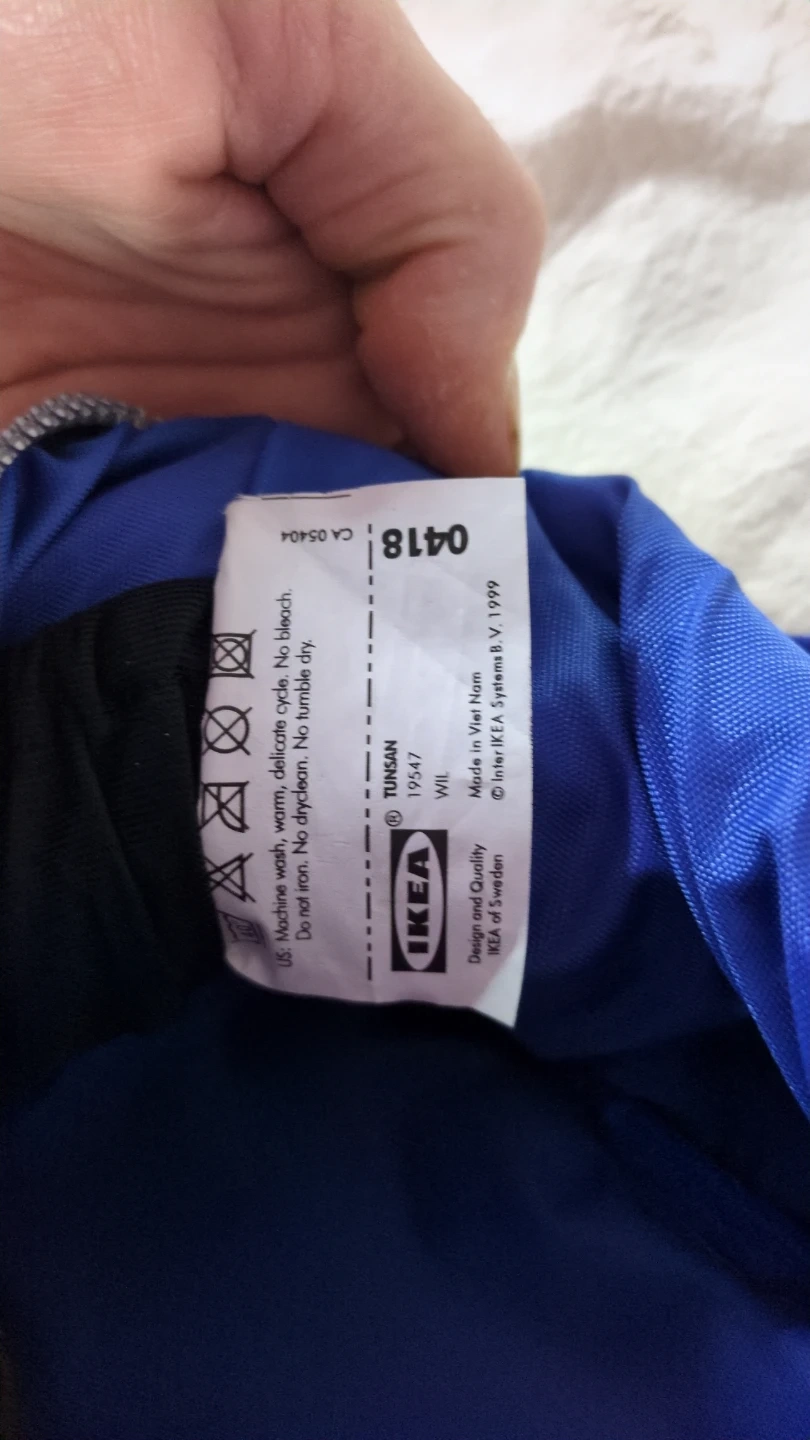 US: Machine wash, warm, delicate cycle. No bleach.
Do not iron. No dryclean. No tumble dry.
CA 05404
IKEA ® TUNSAN
19547
WIL
Design and Quality
IKEA of Sweden
Made in Viet Nam
© Inter IKEA Systems B.V. 1999
0418